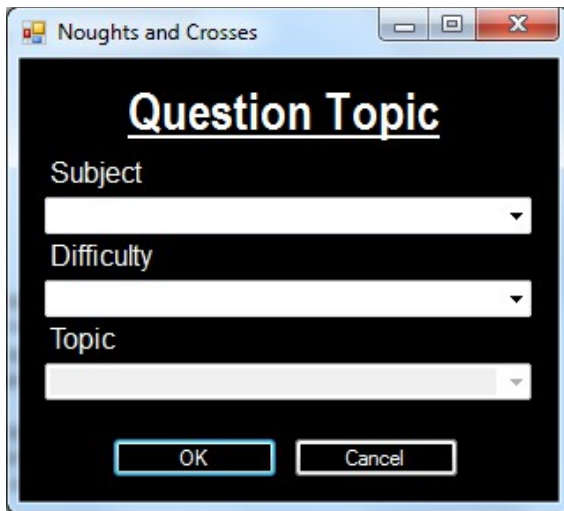 Noughts and Crosses
Question Topic
Subject
Difficulty
Topic
OK Cancel